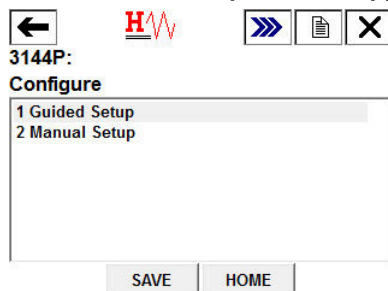 H
3144P:
Configure
1 Guided Setup
2 Manual Setup
SAVE HOME